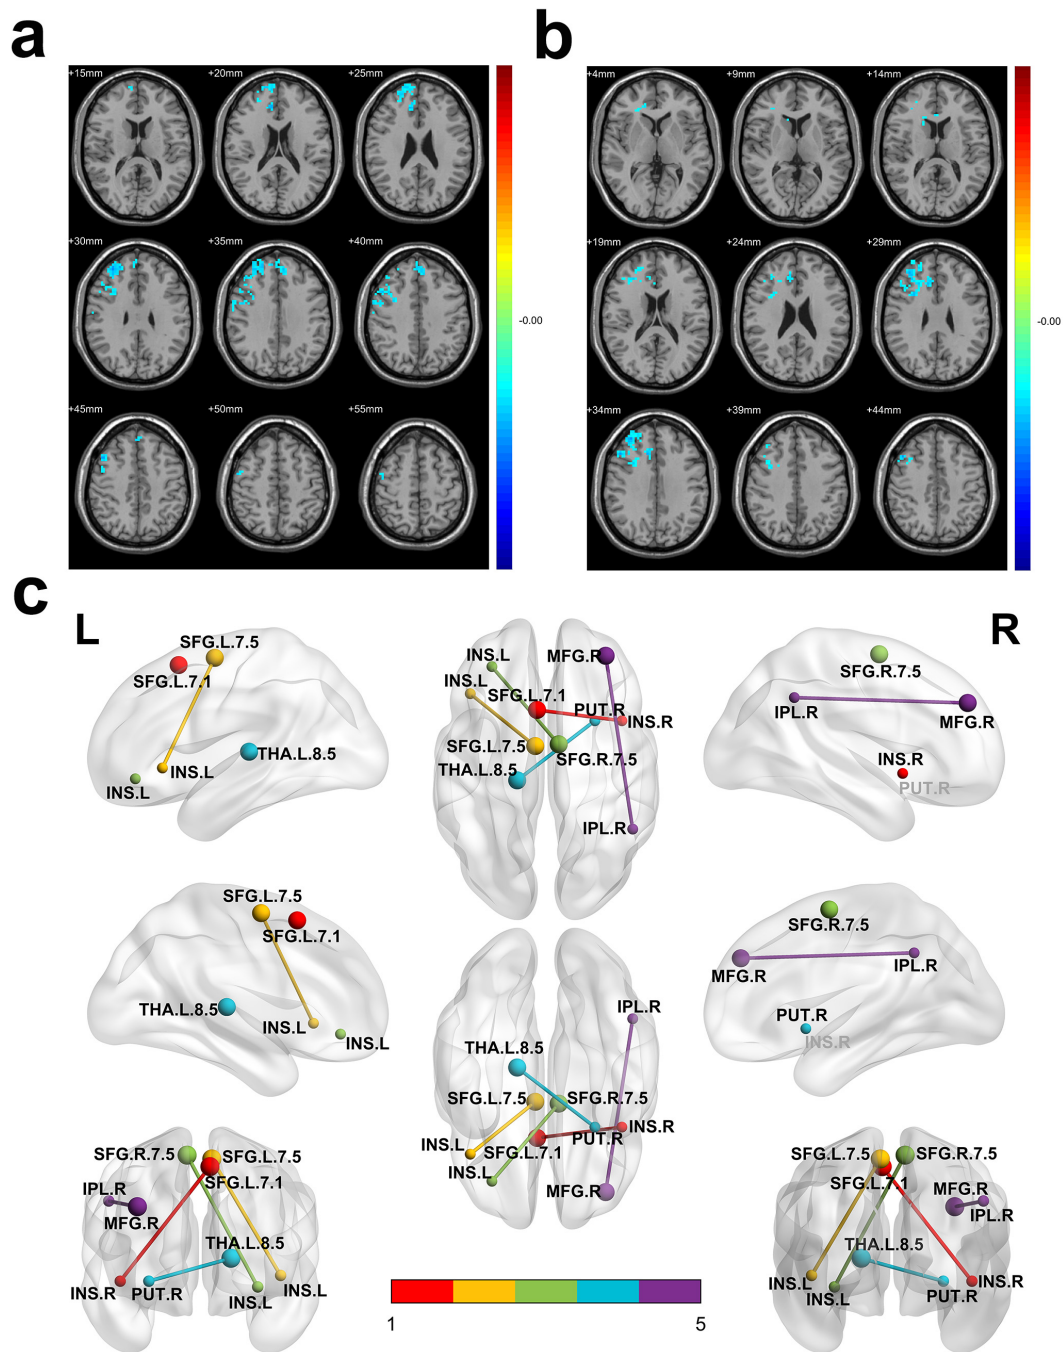 a
b
+15mm
+20mm
+25mm
+30mm
+35mm
+40mm
+45mm
+50mm
+55mm
-0.00
+4mm
+9mm
+14mm
+19mm
+24mm
+29mm
+34mm
+39mm
+44mm
-0.00
c
L
R
SFG.L.7.5
SFG.L.7.1
THA.L.8.5
INS.L
INS.L
INS.L
MFG.R
INS.L
SFG.L.7.1
PUT.R
INS.R
SFG.L.7.5
SFG.R.7.5
THA.L.8.5
IPL.R
SFG.R.7.5
IPL.R
MFG.R
INS.R
PUT.R
SFG.L.7.5
SFG.L.7.1
THA.L.8.5
INS.L
INS.L
IPL.R
THA.L.8.5
SFG.L.7.5
SFG.R.7.5
INS.R
PUT.R
INS.L
SFG.L.7.1
INS.L
MFG.R
SFG.R.7.5
MFG.R
IPL.R
PUT.R
INS.R
SFG.R.7.5
SFG.L.7.5
SFG.L.7.1
IPL.R
MFG.R
THA.L.8.5
INS.R
PUT.R
INS.L
INS.L
SFG.L.7.5
SFG.R.7.5
SFG.L.7.1
MFG.R
IPL.R
THA.L.8.5
INS.L
INS.L
PUT.R
INS.R
1
5